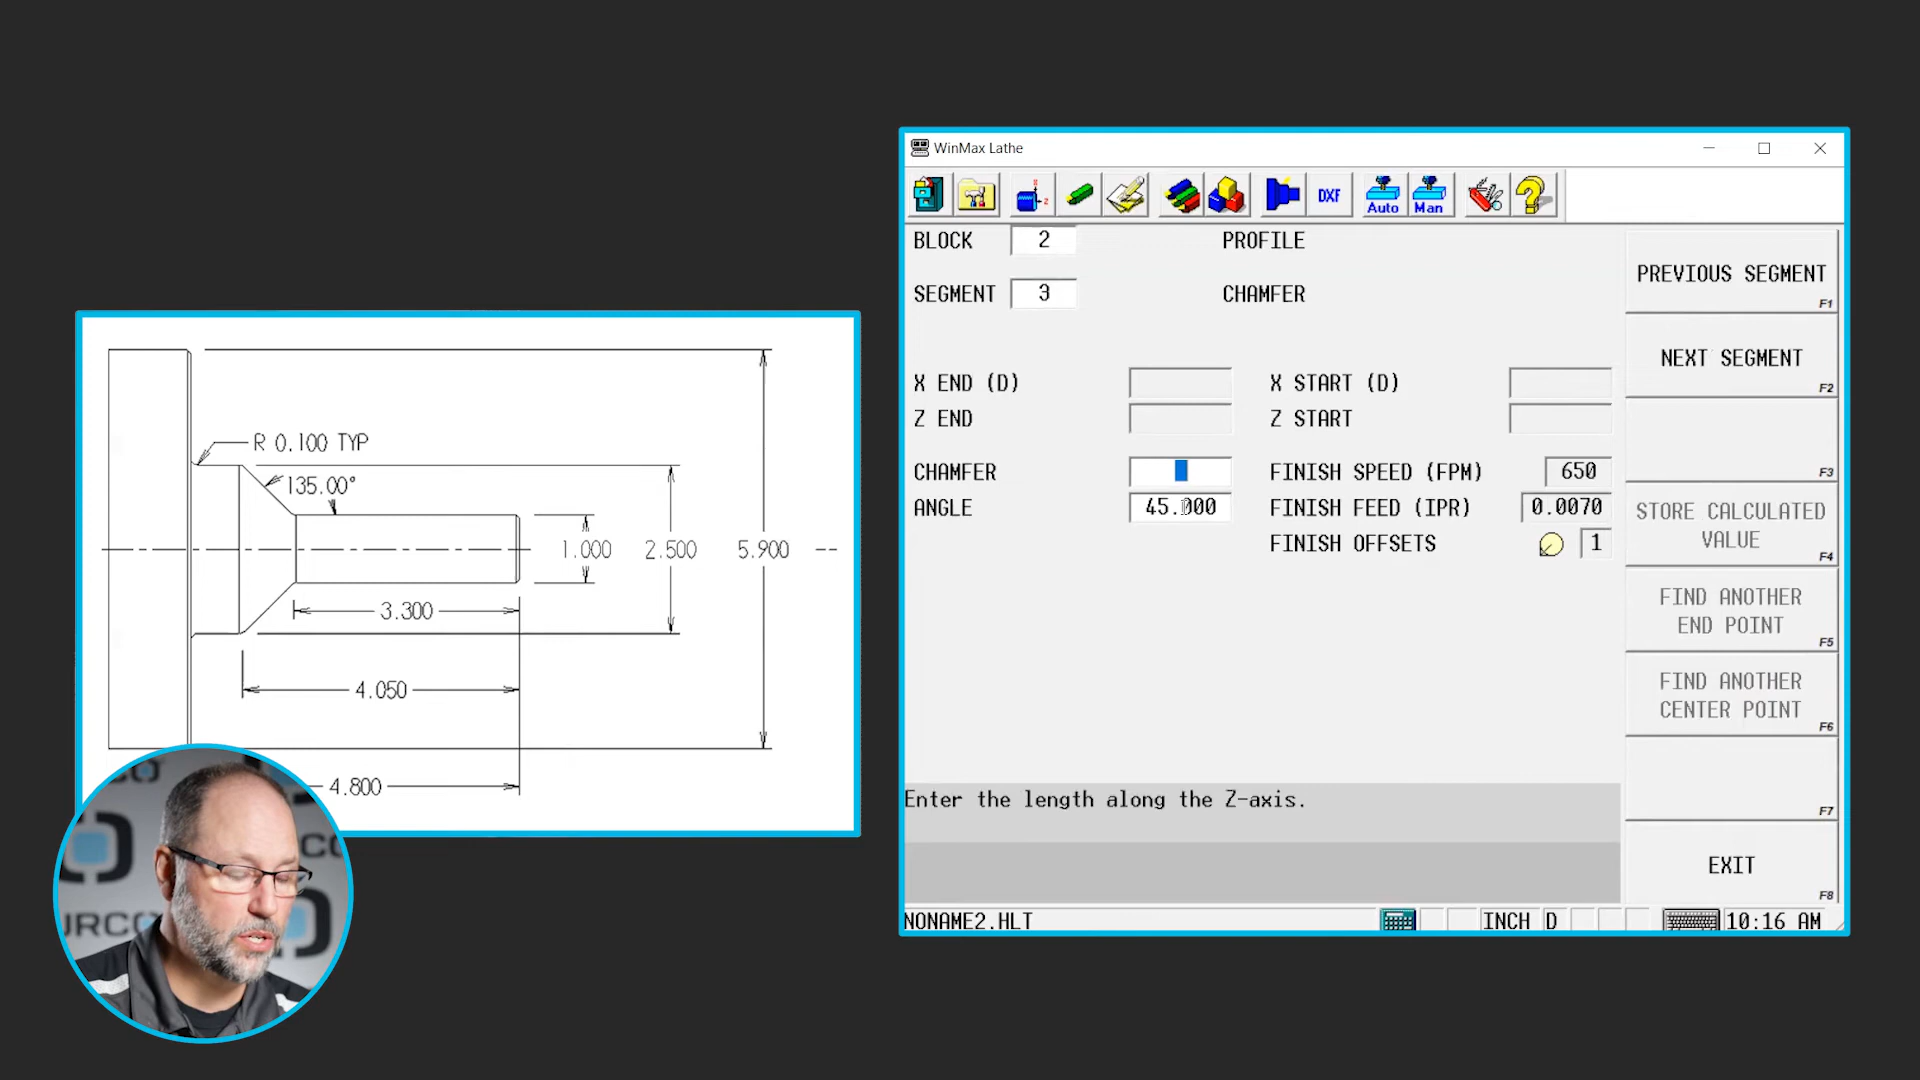 R 0.100 TYP
135.00°
1.000
2.500
5.900
3.300
4.050
4.800
WinMax Lathe
DXF
Auto
Man
BLOCK 2 PROFILE
SEGMENT 3 CHAMFER
X END (D) X START (D)
Z END Z START
CHAMFER FINISH SPEED (FPM) 650
ANGLE 45.000 FINISH FEED (IPR) 0.0070
FINISH OFFSETS 1
PREVIOUS SEGMENT
F1
NEXT SEGMENT
F2
F3
STORE CALCULATED
VALUE
F4
FIND ANOTHER
END POINT
F5
FIND ANOTHER
CENTER POINT
F6
F7
EXIT
F8
Enter the length along the Z-axis.
NONAME2.HLT INCH D 10:16 AM